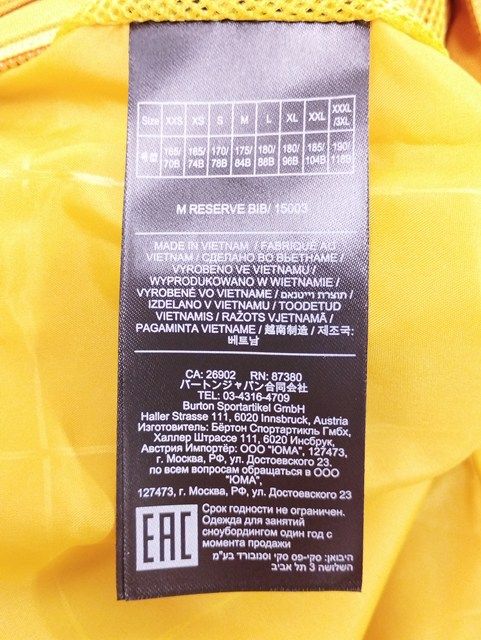 Size XXS XS S M L XL XXL XXXL/3XL
165/70B 165/74B 170/78B 175/84B 180/88B 180/96B 185/104B 190/118B
M RESERVE BIB/ 15003
MADE IN VIETNAM / FABRIQUÉ AU
VIETNAM / СДЕЛАНО ВО ВЬЕТНАМЕ /
VYROBENO VE VIETNAMU /
WYPRODUKOWANO W WIETNAMIE /
VYROBENÉ VO VIETNAME / תוצרת וייטנאם /
IZDELANO V VIETNAMU / TOODETUD
VIETNAMIS / RAŽOTS VJETNAMĀ /
PAGAMINTA VIETNAME / 越南制造 / 제조국:
베트남
CA: 26902 RN: 87380
バートンジャパン合同会社
TEL: 03-4316-4709
Burton Sportartikel GmbH
Haller Strasse 111, 6020 Innsbruck, Austria
Изготовитель: Бёртон Спортартикль Гмбх,
Халлер Штрассе 111, 6020 Инсбрук,
Австрия Импортёр: ООО "ЮМА", 127473,
г. Москва, РФ, ул. Достоевского 23.
по всем вопросам обращаться в ООО
"ЮМА",
127473, г. Москва, РФ, ул. Достоевского 23
EAC
Срок годности не ограничен.
Одежда для занятий
сноубордингом один год с
момента продажи
היבואן: סקי-פס סקי וסנובורד בע"מ
השלושה 3 תל אביב